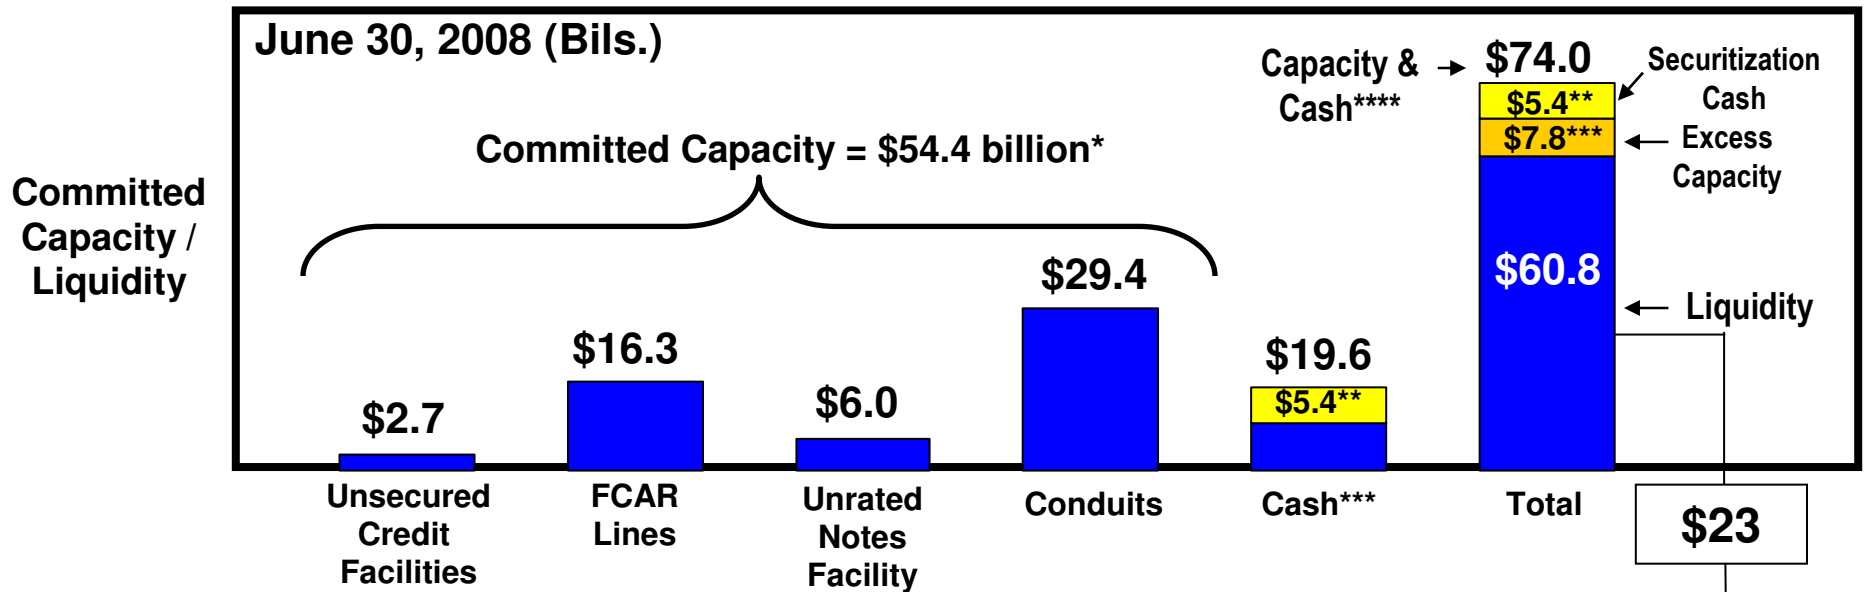 June 30, 2008 (Bils.)
Committed
Capacity /
Liquidity
Committed Capacity = $54.4 billion*
$2.7
$16.3
$6.0
$29.4
$19.6
$5.4**
Capacity &
Cash****
$74.0
$5.4**
$7.8***
$60.8
Securitization
Cash
Excess
Capacity
Liquidity
Unsecured
Credit
Facilities
FCAR
Lines
Unrated
Notes
Facility
Conduits
Cash***
Total
$23